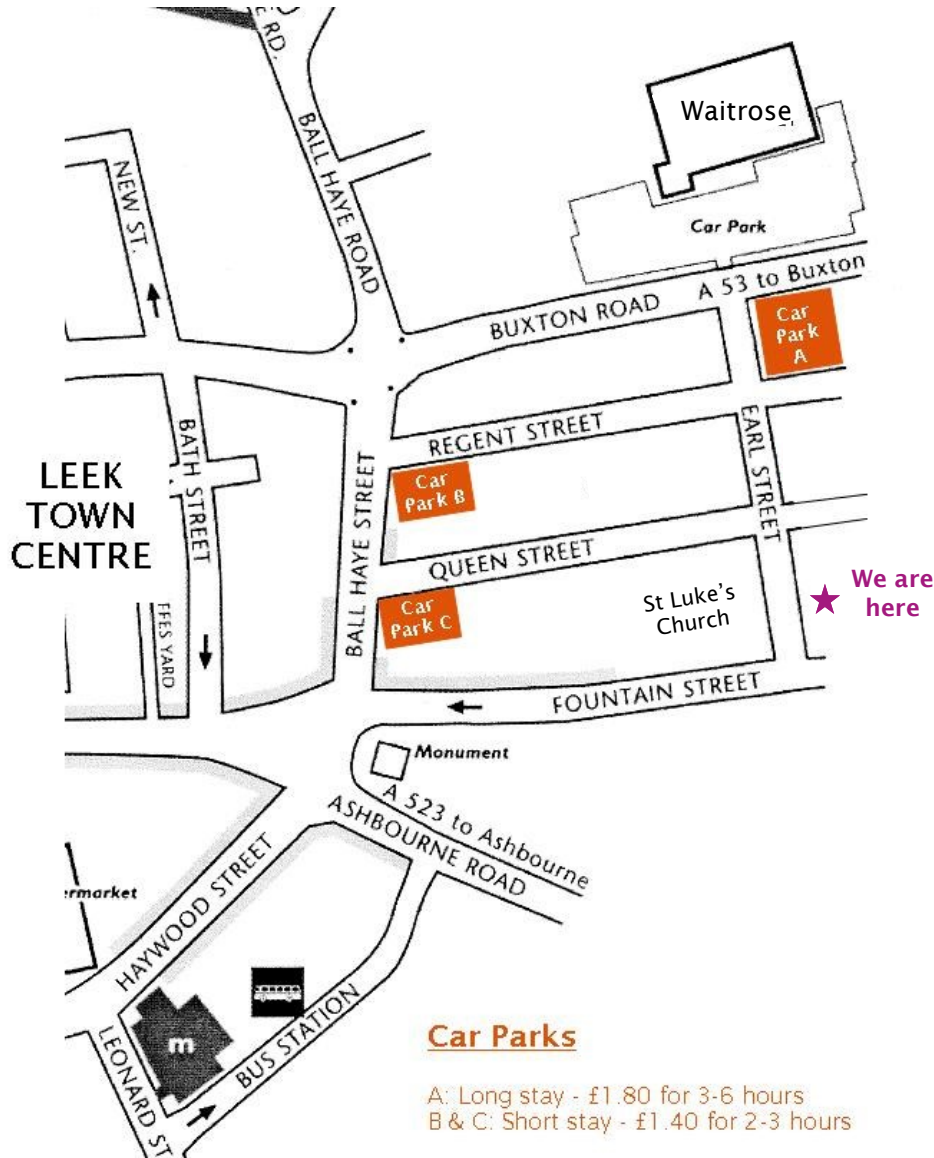 E RD.
BALL HAYE ROAD
NEW ST.
Waitrose
Car Park
A 53 to Buxton
BUXTON ROAD
Car
Park
A
REGENT STREET
EARL STREET
BATH STREET
LEEK
TOWN
CENTRE
Car
Park B
BALL HAYE STREET
QUEEN STREET
Car
Park C
St Luke's
Church
We are
here
FFES YARD
FOUNTAIN STREET
Monument
A 523 to Ashbourne
ASHBOURNE ROAD
HAYWOOD STREET
ermarket
m
BUS STATION
LEONARD ST
Car Parks
A: Long stay - £1.80 for 3-6 hours
B & C: Short stay - £1.40 for 2-3 hours